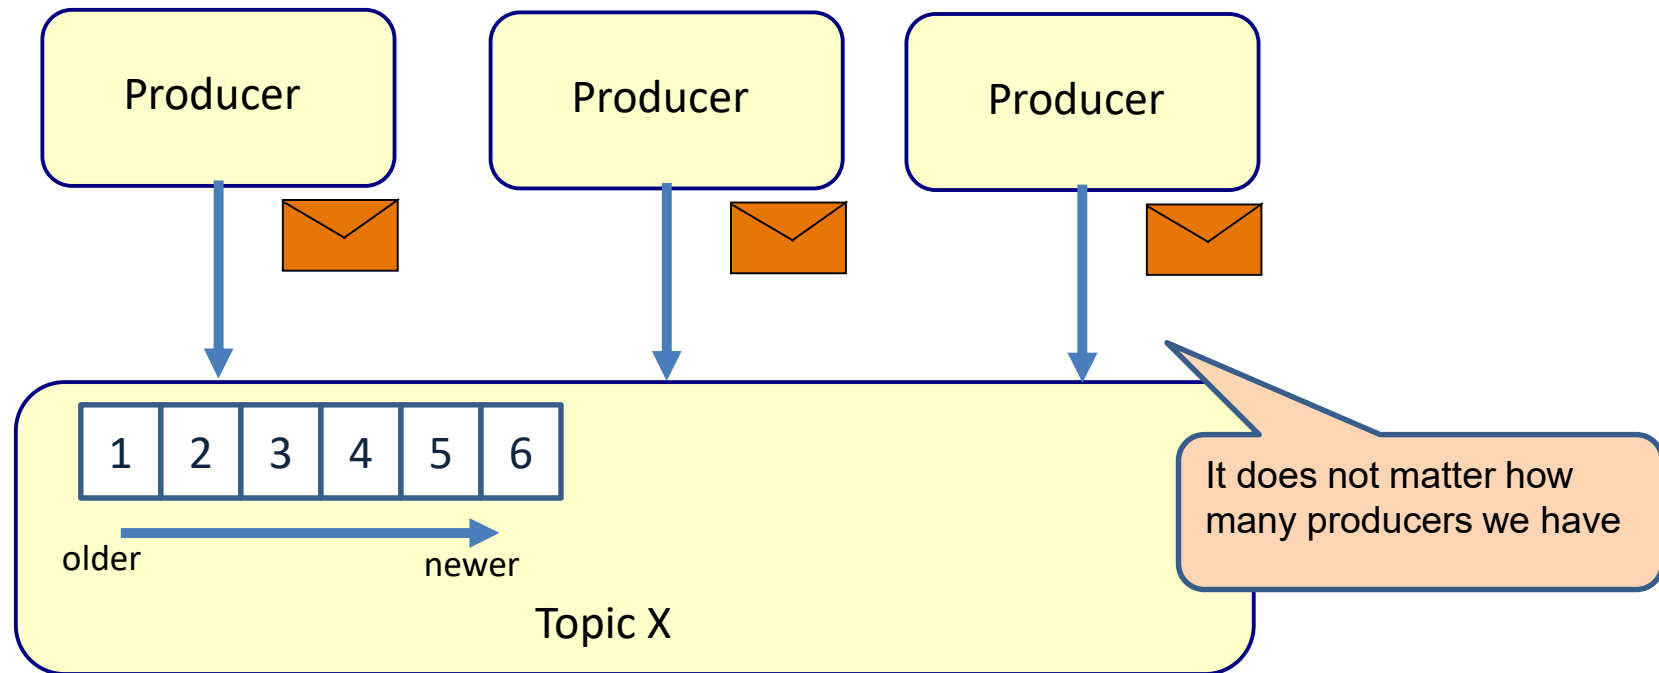 Producer
Producer
Producer
1 2 3 4 5 6
older
newer
Topic X
It does not matter how
many producers we have